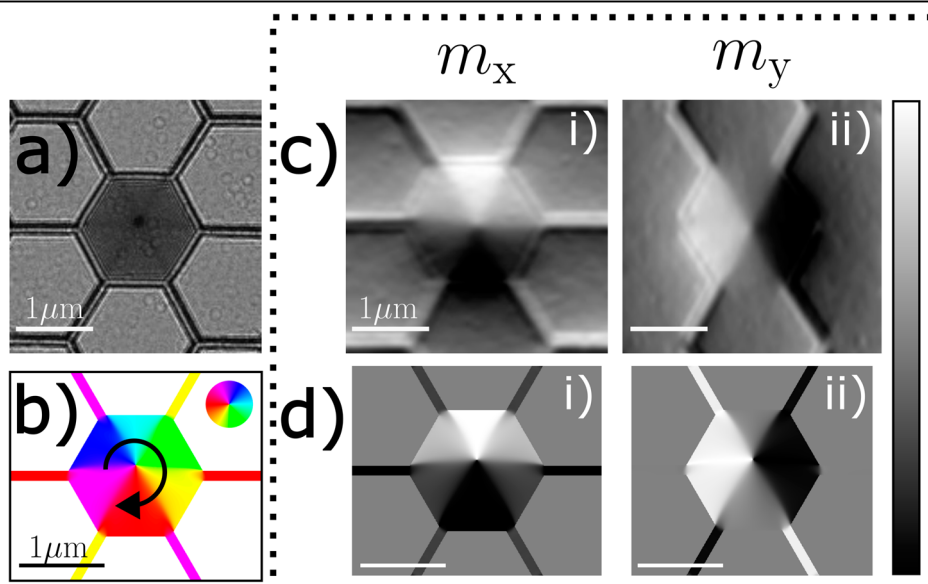 m_x m_y
a) c) i) ii)
1μm 1μm
b) d) i) ii)
1μm